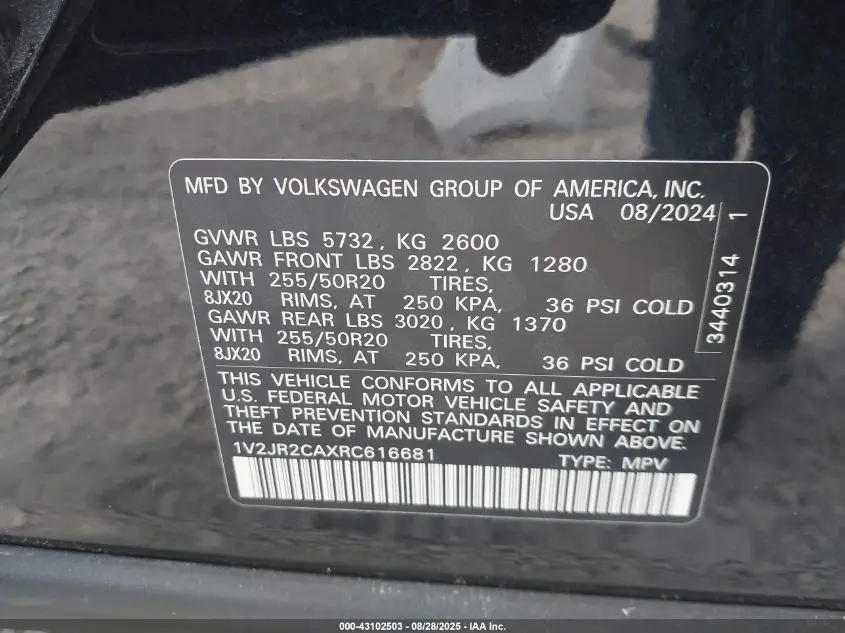 MFD BY VOLKSWAGEN GROUP OF AMERICA, INC.
USA 08/2024
GVWR LBS 5732, KG 2600
GAWR FRONT LBS 2822, KG 1280
WITH 255/50R20 TIRES,
8JX20 RIMS, AT 250 KPA, 36 PSI COLD
GAWR REAR LBS 3020, KG 1370
WITH 255/50R20 TIRES,
8JX20 RIMS, AT 250 KPA, 36 PSI COLD
THIS VEHICLE CONFORMS TO ALL APPLICABLE
U.S. FEDERAL MOTOR VEHICLE SAFETY AND
THEFT PREVENTION STANDARDS IN EFFECT ON
THE DATE OF MANUFACTURE SHOWN ABOVE.
1V2JR2CAXRC616681 TYPE: MPV
3440314 1
000-43102503 - 08/28/2025 - IAA Inc.